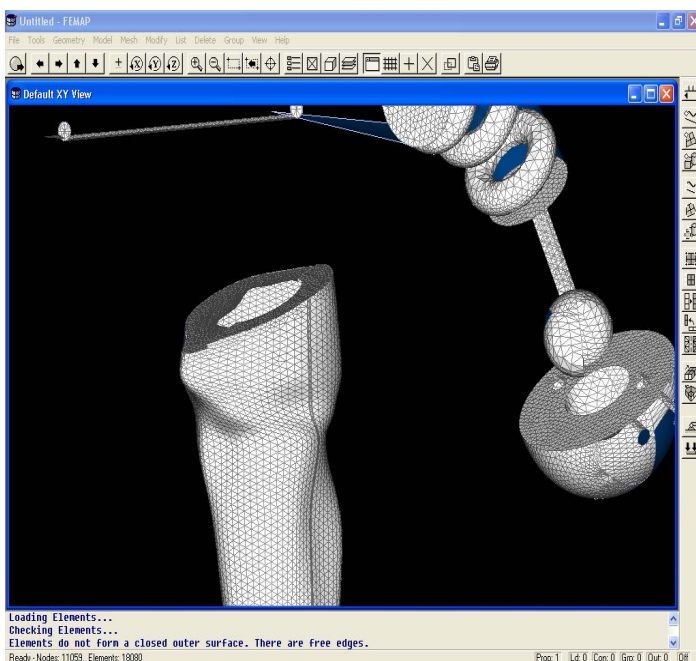 Untitled - FEMAP
File Tools Geometry Model Mesh Modify List Delete Group View Help
Default XY View
Loading Elements...
Checking Elements...
Elements do not form a closed outer surface. There are free edges.
Ready - Nodes: 11059, Elements: 18080 Prop: 1 Ld: 0 Con: 0 Grp: 0 Out: 0 Off